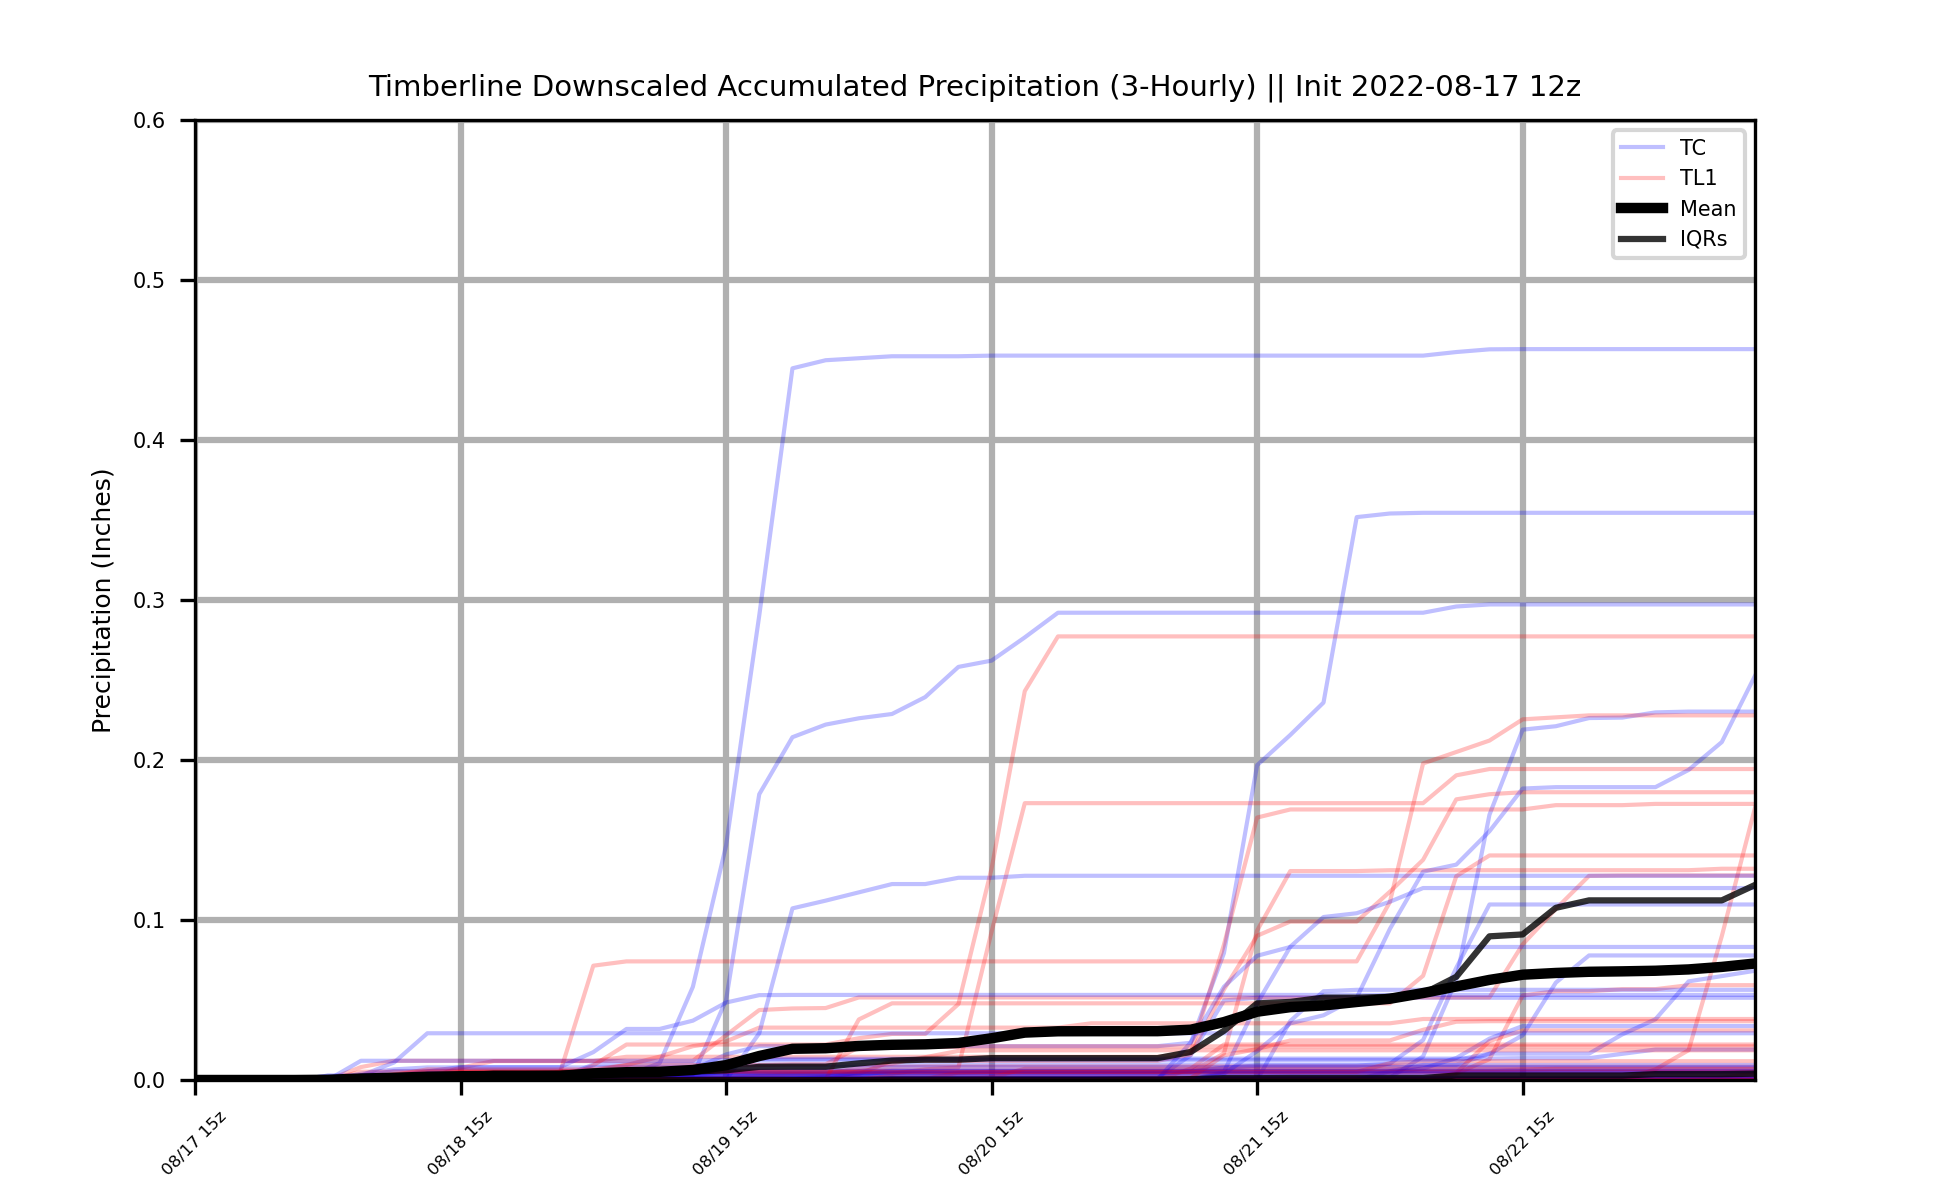 Timberline Downscaled Accumulated Precipitation (3-Hourly) || Init 2022-08-17 12z
TC
TL1
Mean
IQRs
Precipitation (Inches)
0.6
0.5
0.4
0.3
0.2
0.1
0.0
08/17 15z
08/18 15z
08/19 15z
08/20 15z
08/21 15z
08/22 15z